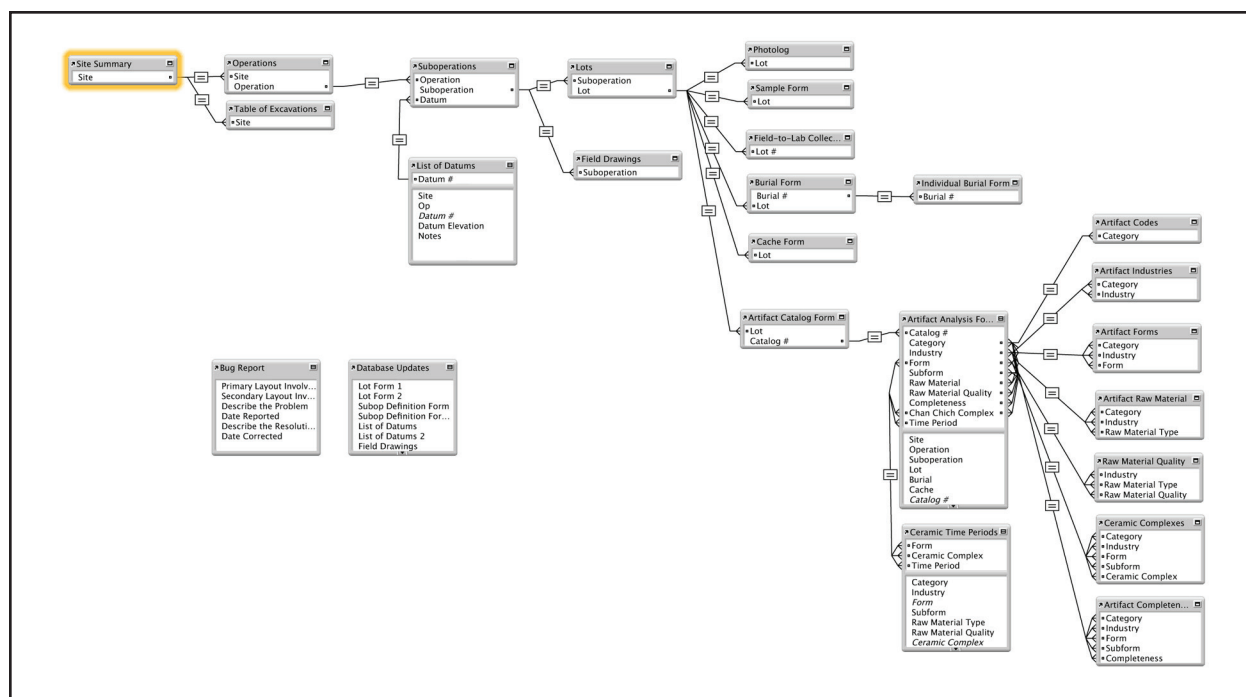 Site Summary
Site
Operations
Site
Operation
Table of Excavations
Site
Suboperations
Operation
Suboperation
Datum
List of Datums
Datum #
Site
Op
Datum #
Datum Elevation
Notes
Lots
Suboperation
Lot
Field Drawings
Suboperation
Photolog
Lot
Sample Form
Lot
Field-to-Lab Collec...
Lot #
Burial Form
Burial #
Lot
Individual Burial Form
Burial #
Cache Form
Lot
Artifact Catalog Form
Lot
Catalog #
Artifact Analysis Fo...
Catalog #
Category
Industry
Form
Subform
Raw Material
Raw Material Quality
Completeness
Chan Chich Complex
Time Period
Site
Operation
Suboperation
Lot
Burial
Cache
Catalog #
Ceramic Time Periods
Form
Ceramic Complex
Time Period
Category
Industry
Form
Subform
Raw Material Type
Raw Material Quality
Ceramic Complex
Artifact Codes
Category
Artifact Industries
Category
Industry
Artifact Forms
Category
Industry
Form
Artifact Raw Material
Category
Industry
Raw Material Type
Raw Material Quality
Industry
Raw Material Type
Raw Material Quality
Ceramic Complexes
Category
Industry
Form
Subform
Ceramic Complex
Artifact Completen...
Category
Industry
Form
Subform
Completeness
Bug Report
Primary Layout Involv...
Secondary Layout Inv...
Describe the Problem
Date Reported
Describe the Resoluti...
Date Corrected
Database Updates
Lot Form 1
Lot Form 2
Subop Definition Form
Subop Definition For...
List of Datums
List of Datums 2
Field Drawings